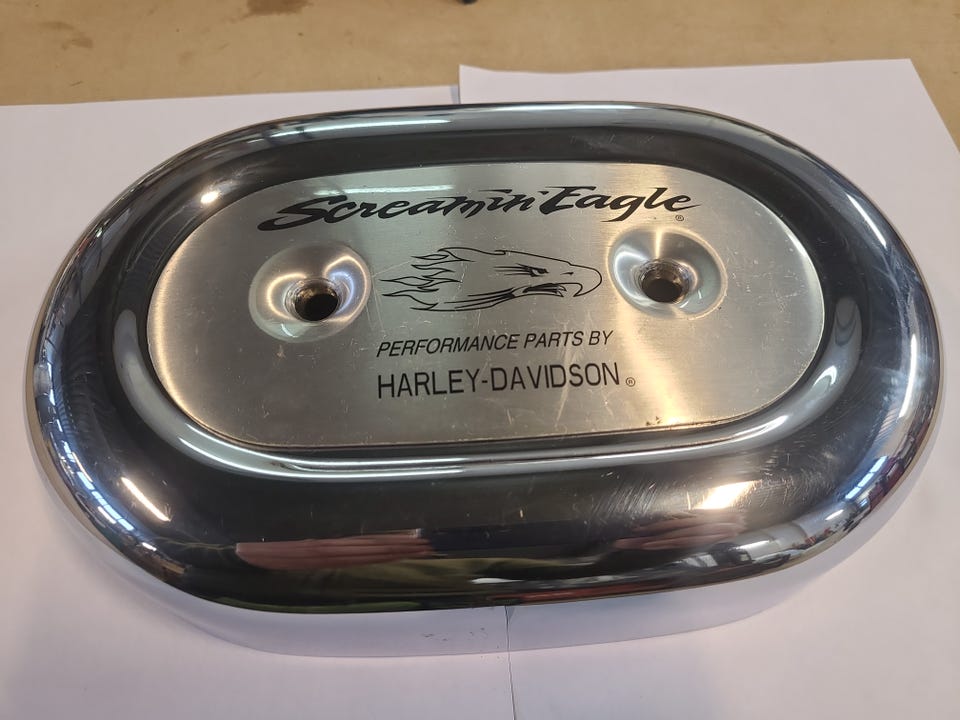 Screamin' Eagle®
PERFORMANCE PARTS BY
HARLEY-DAVIDSON®